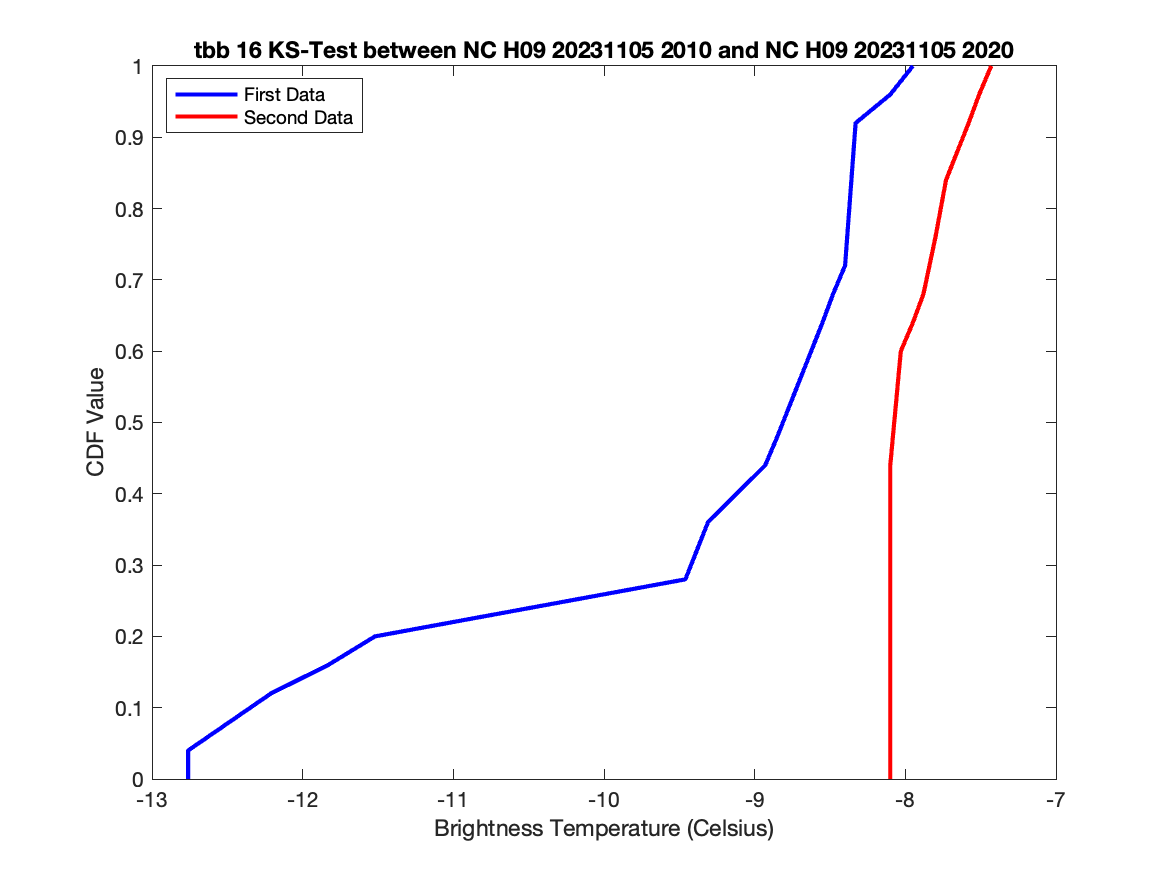 tbb 16 KS-Test between NC H09 20231105 2010 and NC H09 20231105 2020
First Data
Second Data
CDF Value
1
0.9
0.8
0.7
0.6
0.5
0.4
0.3
0.2
0.1
0
-13 -12 -11 -10 -9 -8 -7
Brightness Temperature (Celsius)